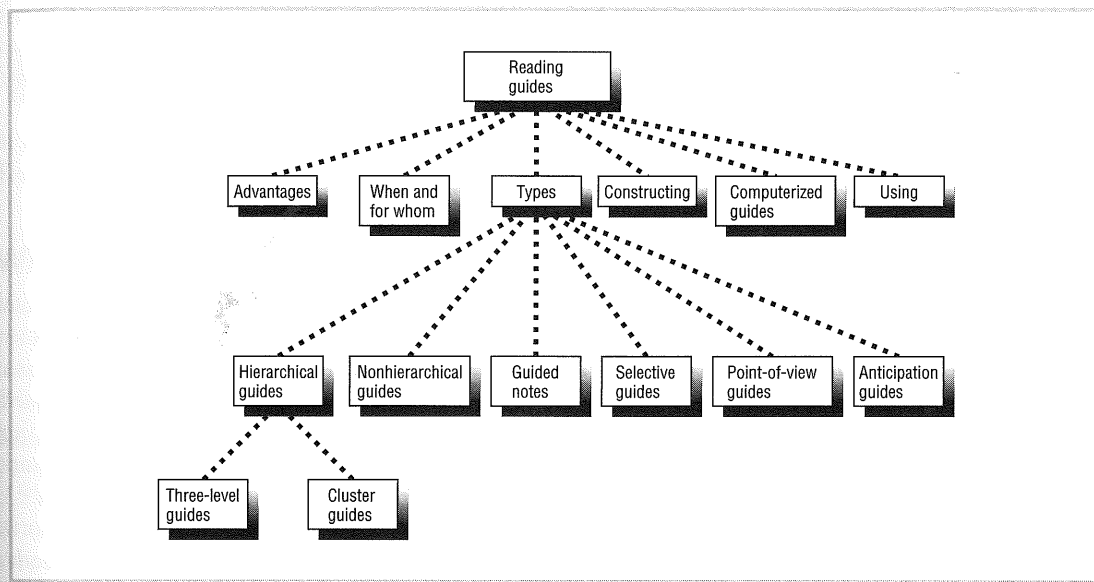 Reading
guides
Advantages
When and
for whom
Types
Constructing
Computerized
guides
Using
Hierarchical
guides
Nonhierarchical
guides
Guided
notes
Selective
guides
Point-of-view
guides
Anticipation
guides
Three-level
guides
Cluster
guides